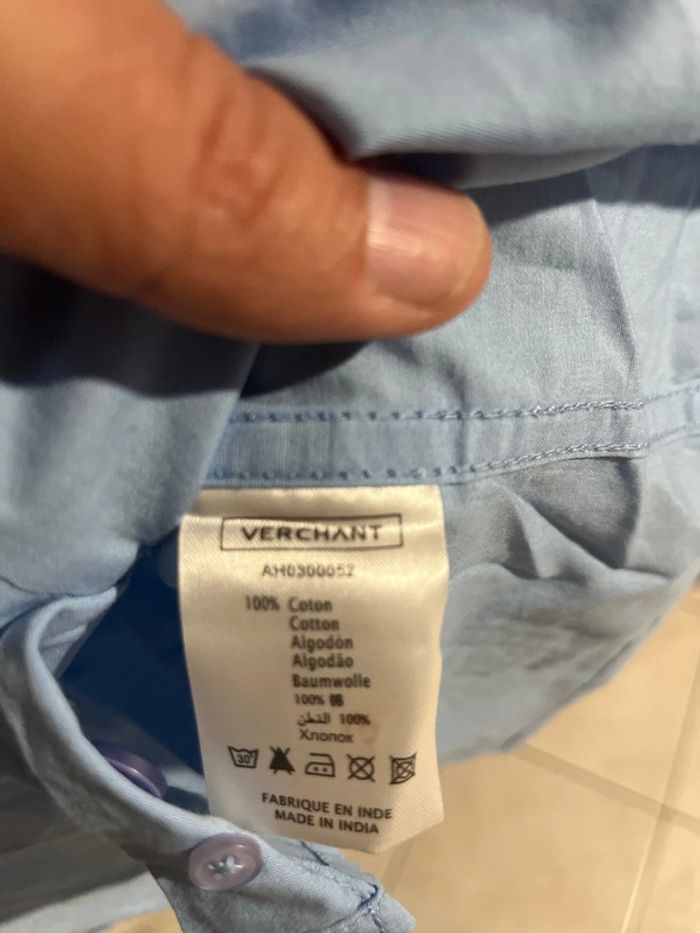 VERCHANT
AH0300052
100% Coton
Cotton
Algodón
Algodão
Baumwolle
100% 棉
100% القطن
Хлопок
30°
FABRIQUE EN INDE
MADE IN INDIA